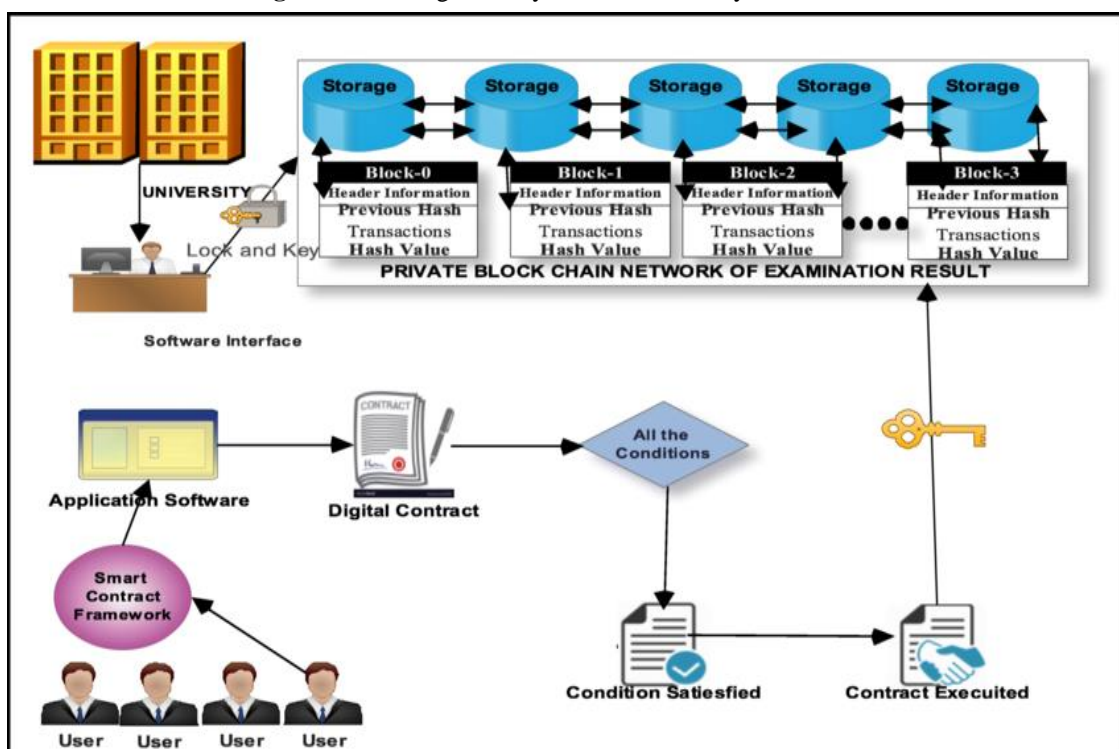 Storage
Storage
Storage
Storage
Storage
Block-0
Header Information
Previous Hash
Transactions
Hash Value
Block-1
Header Information
Previous Hash
Transactions
Hash Value
Block-2
Header Information
Previous Hash
Transactions
Hash Value
Block-3
Header Information
Previous Hash
Transactions
Hash Value
PRIVATE BLOCK CHAIN NETWORK OF EXAMINATION RESULT
UNIVERSITY
Lock and Key
Software Interface
Application Software
CONTRACT
Digital Contract
All the
Conditions
Smart
Contract
Framework
Condition Satiesfied
Contract Execuited
User
User
User
User